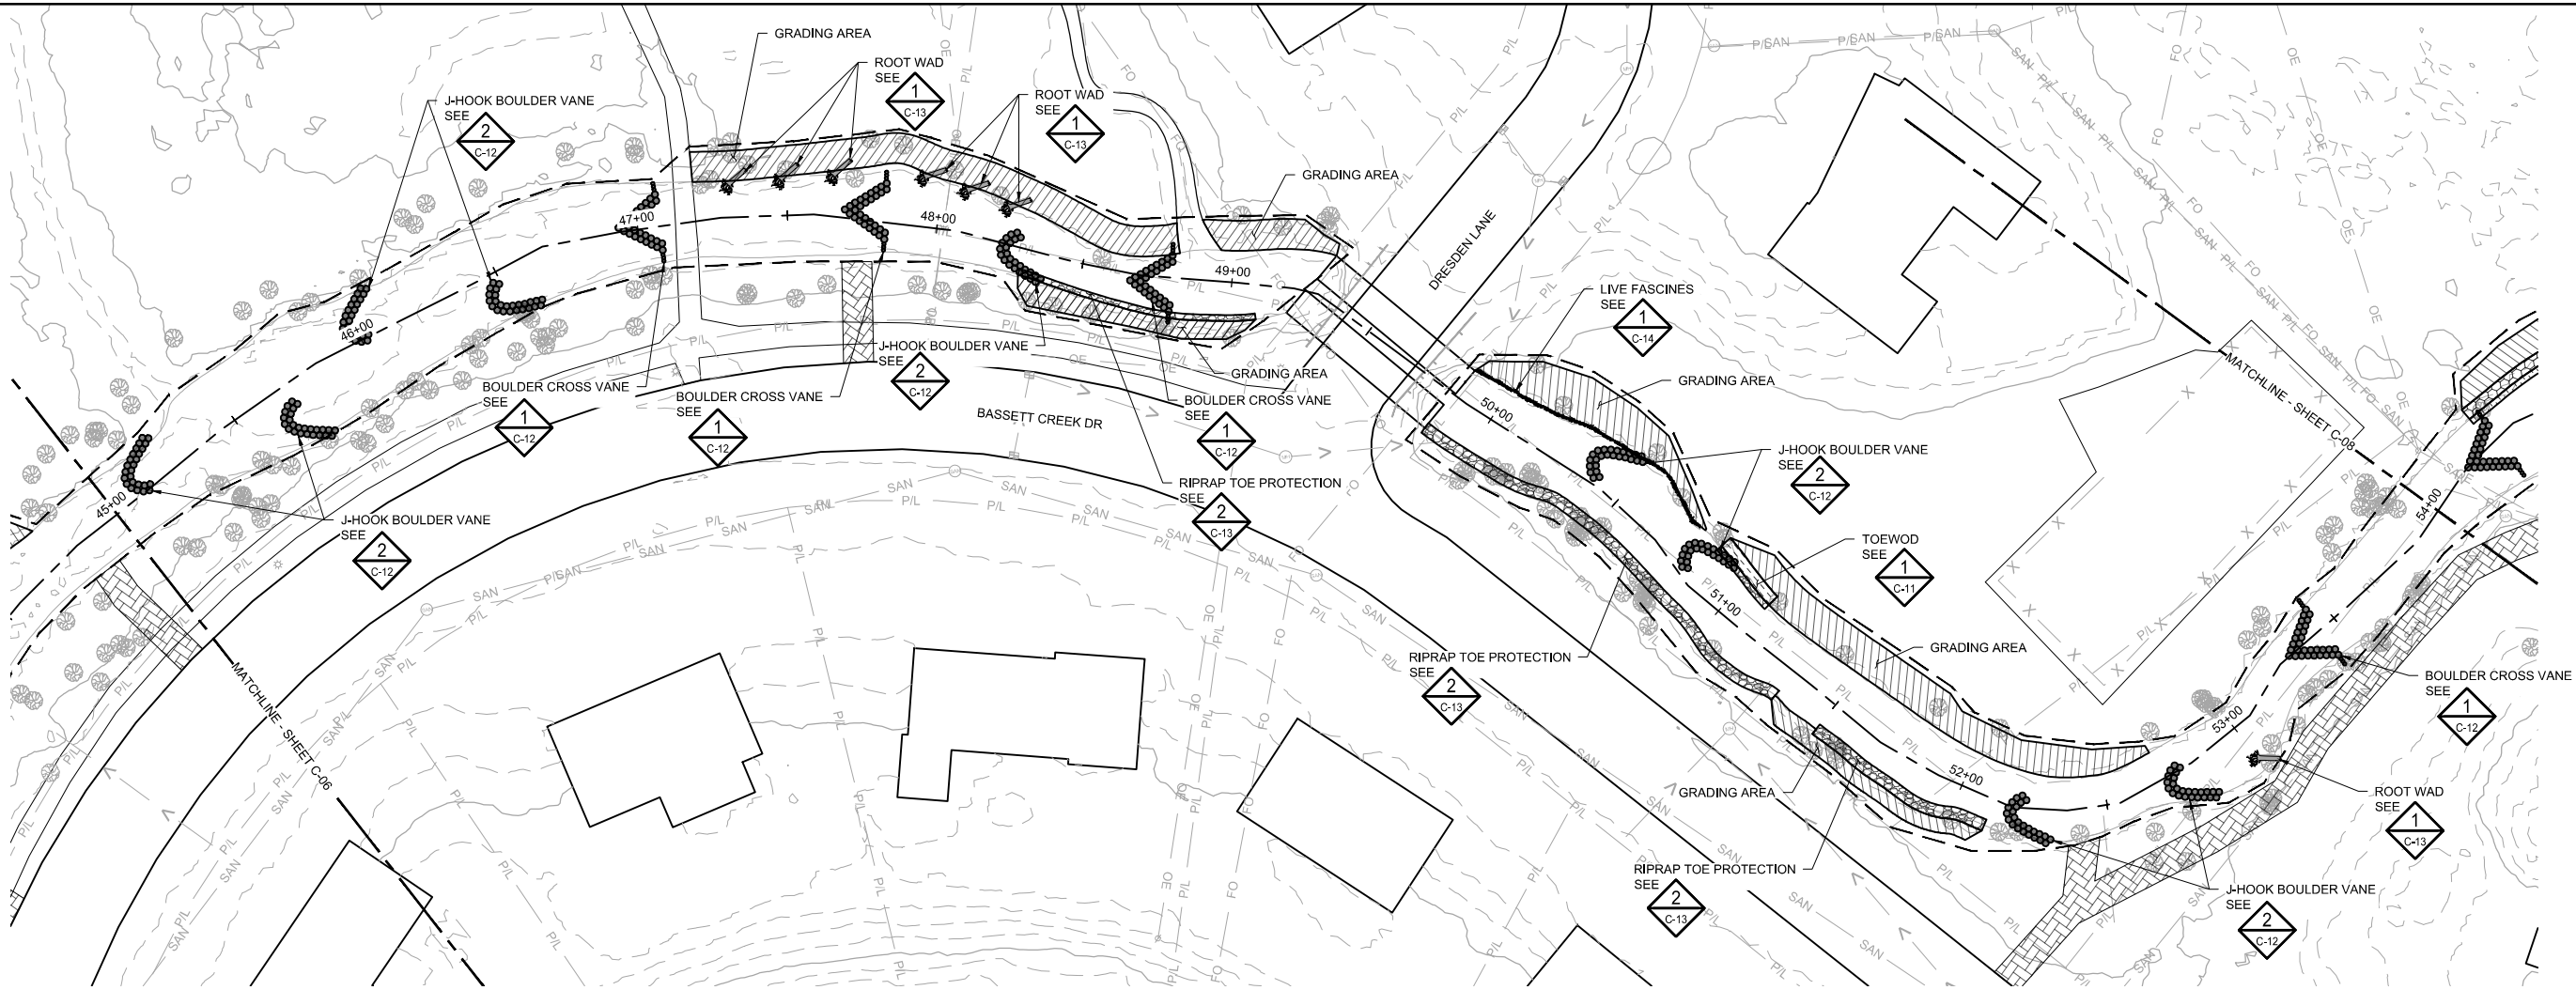 GRADING AREA
ROOT WAD
SEE
1
C-13
ROOT WAD
SEE
1
C-13
J-HOOK BOULDER VANE
SEE
2
C-12
GRADING AREA
47+00
48+00
49+00
46+00
45+00
DRESDEN LANE
LIVE FASCINES
SEE
1
C-14
GRADING AREA
MATCHLINE - SHEET C-08
J-HOOK BOULDER VANE
SEE
2
C-12
GRADING AREA
BOULDER CROSS VANE
SEE
1
C-12
BOULDER CROSS VANE
SEE
1
C-12
BOULDER CROSS VANE
SEE
1
C-12
BASSETT CREEK DR
50+00
J-HOOK BOULDER VANE
SEE
2
C-12
RIPRAP TOE PROTECTION
SEE
2
C-13
J-HOOK BOULDER VANE
SEE
2
C-12
54+00
TOEWOD
SEE
1
C-11
51+00
GRADING AREA
RIPRAP TOE PROTECTION
SEE
2
C-13
MATCHLINE - SHEET C-06
BOULDER CROSS VANE
SEE
1
C-12
53+00
52+00
GRADING AREA
ROOT WAD
SEE
1
C-13
RIPRAP TOE PROTECTION
SEE
2
C-13
J-HOOK BOULDER VANE
SEE
2
C-12
P/L
SAN
FO
OE